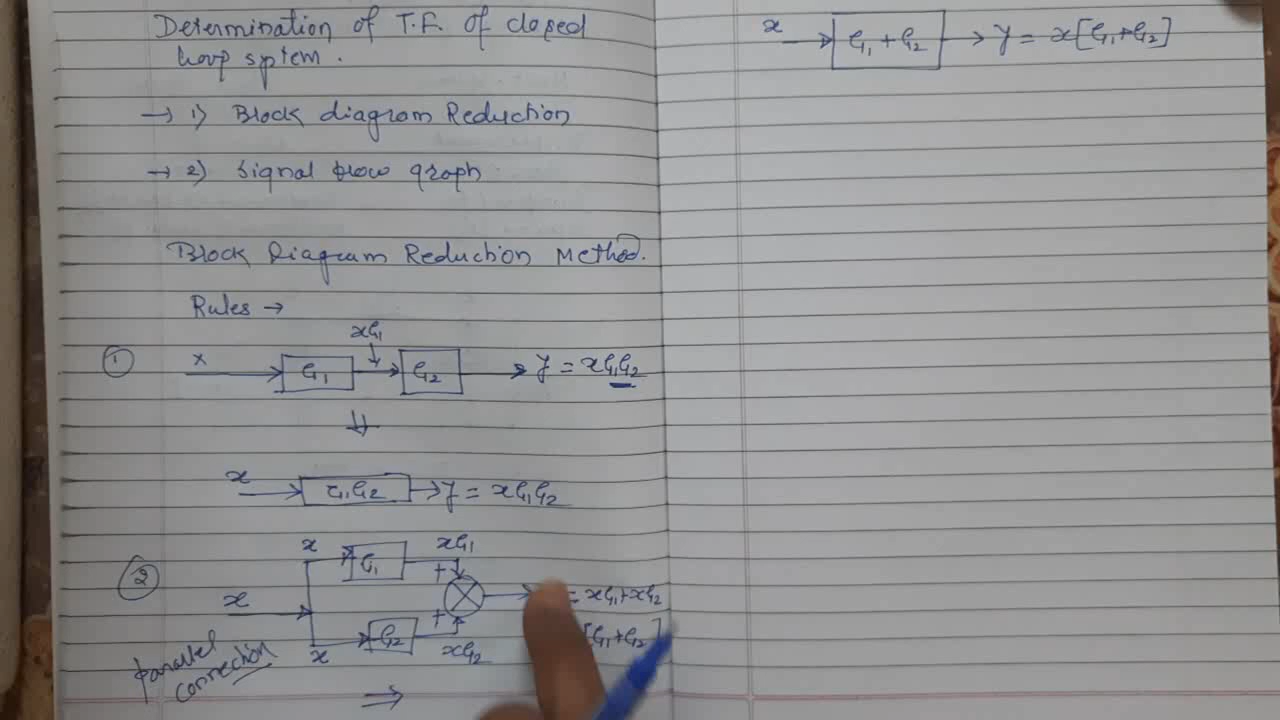 Determination of T.F. of closed
loop system.
→ 1) Block diagram Reduction
→ 2) Signal flow graph
Block Diagram Reduction Method.
Rules →
xG1
① x G1 G2 y = xG1G2
x G1G2 y = xG1G2
② x G1 xG1
x + = xG1+xG2
+ [G1+G2]
x G2 xG2
parallel
connection
x G1 + G2 → y = x[G1+G2]